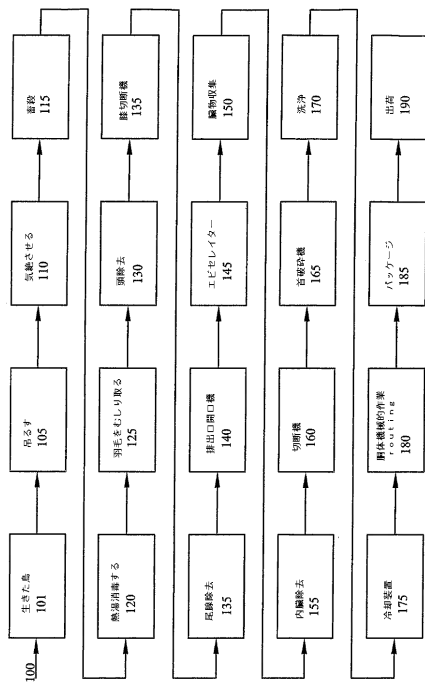 100
生きた鳥
101
吊るす
105
気絶させる
110
畜殺
115
熱湯消毒する
120
羽毛をむしり取る
125
頭除去
130
膝切断機
135
尾腺除去
135
排出口開口機
140
エビセレイター
145
臓物収集
150
内臓除去
155
切断機
160
首破砕機
165
洗浄
170
冷却装置
175
胴体機械的作業
routing
180
パッケージ
185
出荷
190